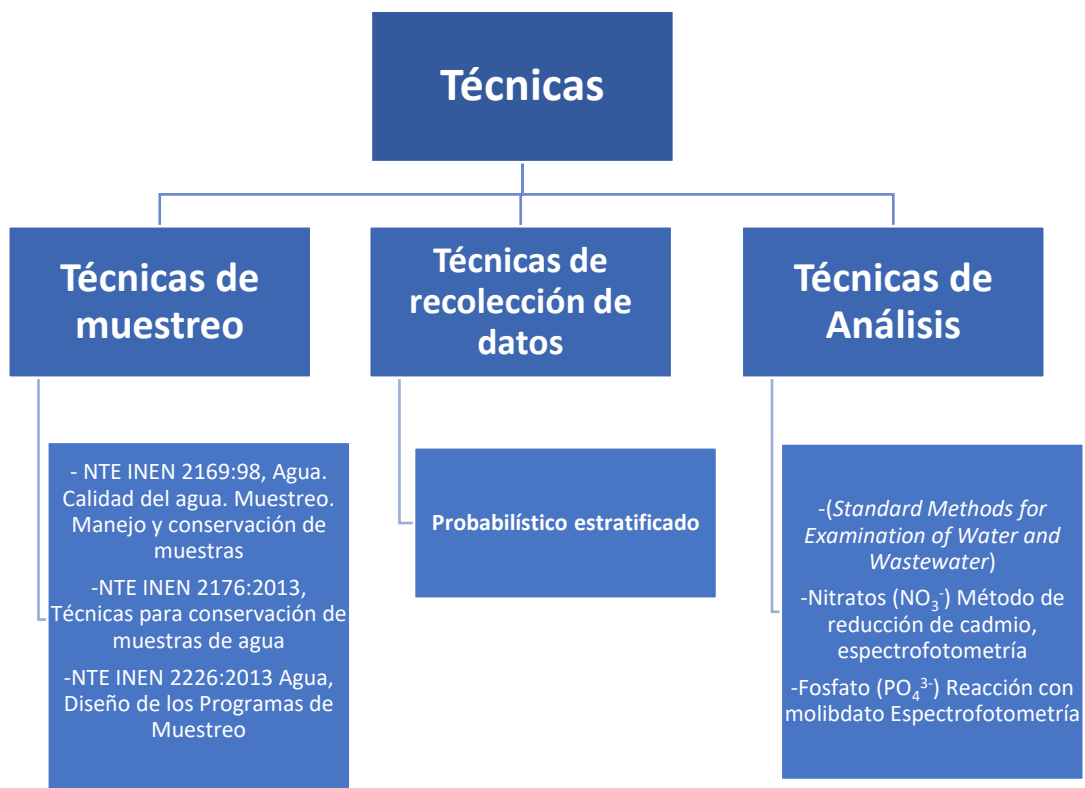 Técnicas
Técnicas de
muestreo
- NTE INEN 2169:98, Agua.
Calidad del agua. Muestreo.
Manejo y conservación de
muestras
-NTE INEN 2176:2013,
Técnicas para conservación de
muestras de agua
-NTE INEN 2226:2013 Agua,
Diseño de los Programas de
Muestreo
Técnicas de
recolección de
datos
Probabilístico estratificado
Técnicas de
Análisis
-(Standard Methods for
Examination of Water and
Wastewater)
-Nitratos (NO₃⁻) Método de
reducción de cadmio,
espectrofotometría
-Fosfato (PO₄³⁻) Reacción con
molibdato Espectrofotometría